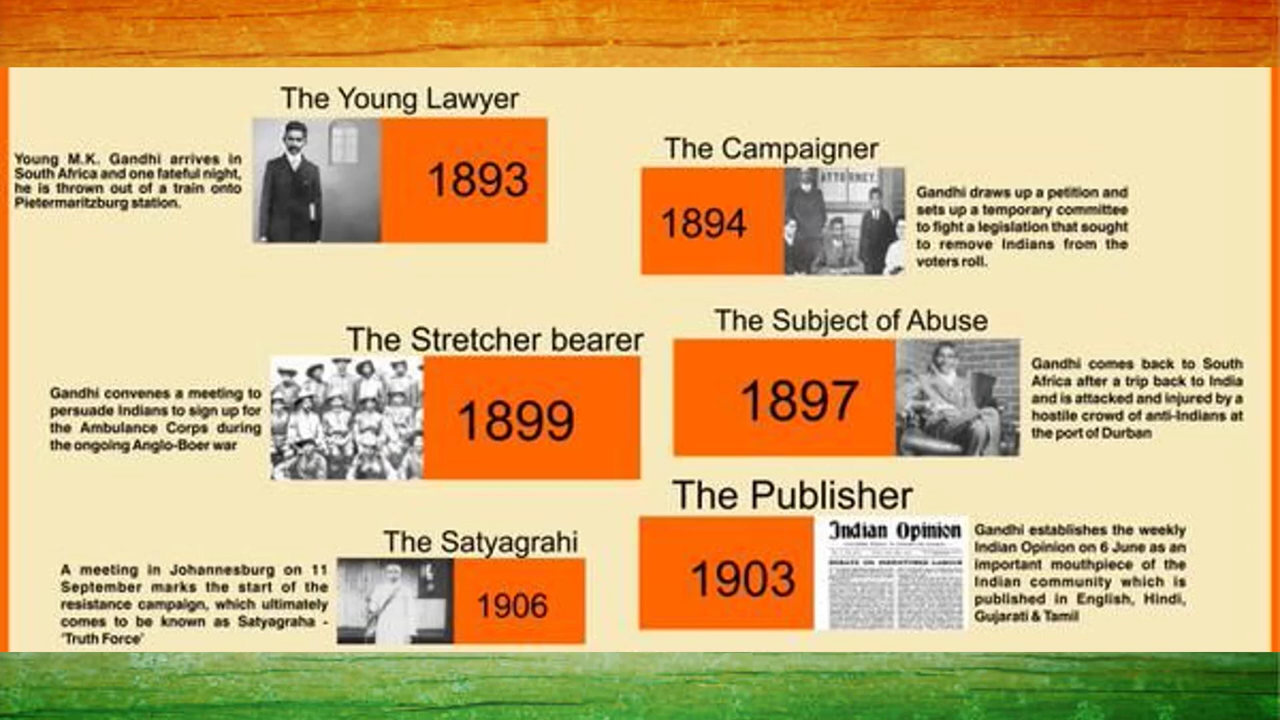 The Young Lawyer
Young M.K. Gandhi arrives in
South Africa and one fateful night,
he is thrown out of a train onto
Pietermaritzburg station.
1893
The Campaigner
1894
ATTORNEY.
Gandhi draws up a petition and
sets up a temporary committee
to fight a legislation that sought
to remove Indians from the
voters roll.
The Subject of Abuse
1897
Gandhi comes back to South
Africa after a trip back to India
and is attacked and injured by a
hostile crowd of anti-Indians at
the port of Durban
The Stretcher bearer
Gandhi convenes a meeting to
persuade Indians to sign up for
the Ambulance Corps during
the ongoing Anglo-Boer war
1899
The Publisher
1903
Indian Opinion
Gandhi establishes the weekly
Indian Opinion on 6 June as an
important mouthpiece of the
Indian community which is
published in English, Hindi,
Gujarati & Tamil
The Satyagrahi
A meeting in Johannesburg on 11
September marks the start of the
resistance campaign, which ultimately
comes to be known as Satyagraha -
'Truth Force'
1906